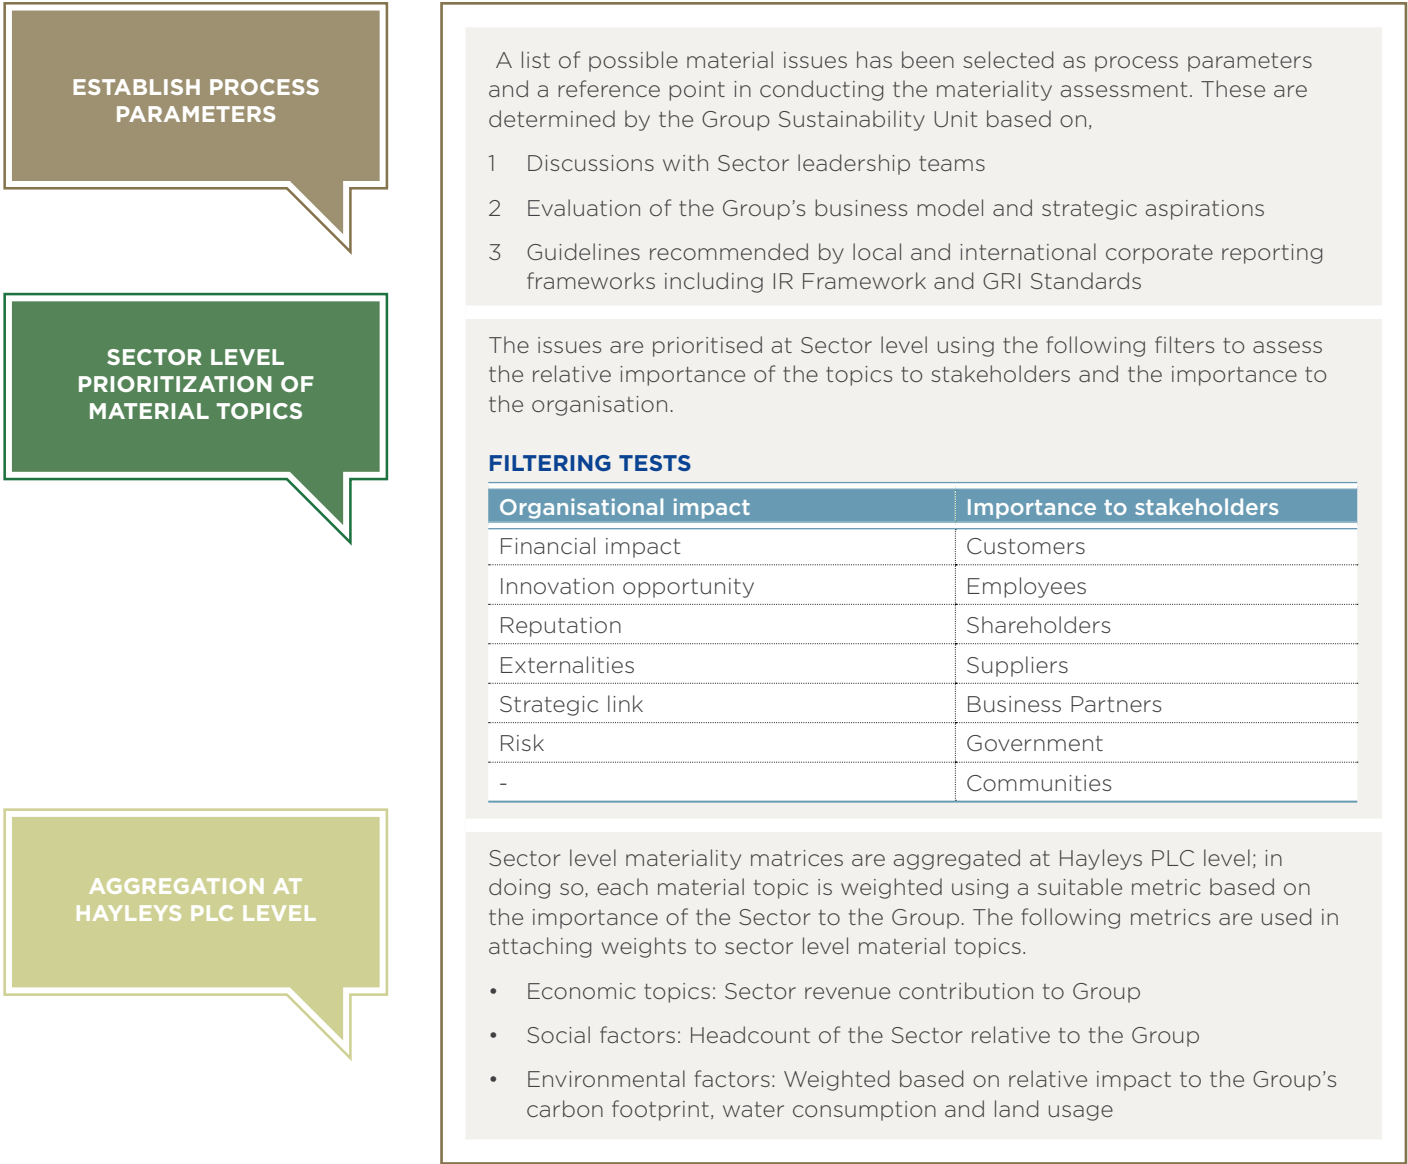 ESTABLISH PROCESS
PARAMETERS
A list of possible material issues has been selected as process parameters
and a reference point in conducting the materiality assessment. These are
determined by the Group Sustainability Unit based on,
1 Discussions with Sector leadership teams
2 Evaluation of the Group's business model and strategic aspirations
3 Guidelines recommended by local and international corporate reporting
frameworks including IR Framework and GRI Standards
SECTOR LEVEL
PRIORITIZATION OF
MATERIAL TOPICS
The issues are prioritised at Sector level using the following filters to assess
the relative importance of the topics to stakeholders and the importance to
the organisation.
FILTERING TESTS
Organisational impact Importance to stakeholders
Financial impact Customers
Innovation opportunity Employees
Reputation Shareholders
Externalities Suppliers
Strategic link Business Partners
Risk Government
- Communities
AGGREGATION AT
HAYLEYS PLC LEVEL
Sector level materiality matrices are aggregated at Hayleys PLC level; in
doing so, each material topic is weighted using a suitable metric based on
the importance of the Sector to the Group. The following metrics are used in
attaching weights to sector level material topics.
• Economic topics: Sector revenue contribution to Group
• Social factors: Headcount of the Sector relative to the Group
• Environmental factors: Weighted based on relative impact to the Group's
carbon footprint, water consumption and land usage